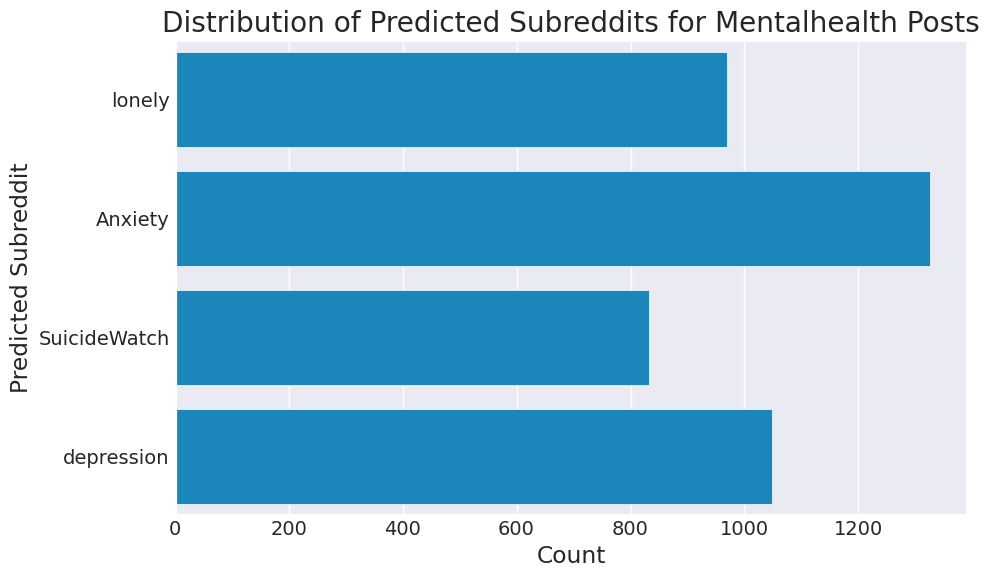 Distribution of Predicted Subreddits for Mentalhealth Posts
Predicted Subreddit
lonely
Anxiety
SuicideWatch
depression
0 200 400 600 800 1000 1200
Count